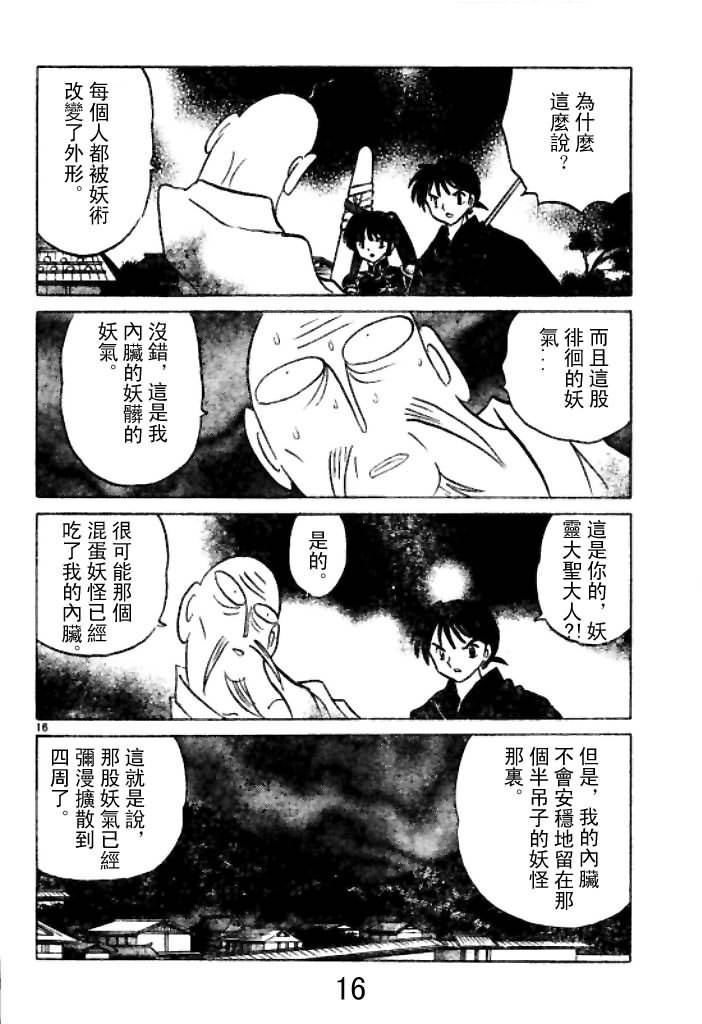 為什麼
這麼說？
每個人都被妖術
改變了外形。
而且這股
徘徊的妖
氣…
沒錯，這是我
內臟的妖髒的
妖氣。
這是你的，妖
靈大聖大人?!
是的。
很可能那個
混蛋妖怪已經
吃了我的內臟。
16
但是，我的內臟
不會安穩地留在那
個半吊子的妖怪
那裏。
這就是說，
那股妖氣已經
彌漫擴散到
四周了。
16